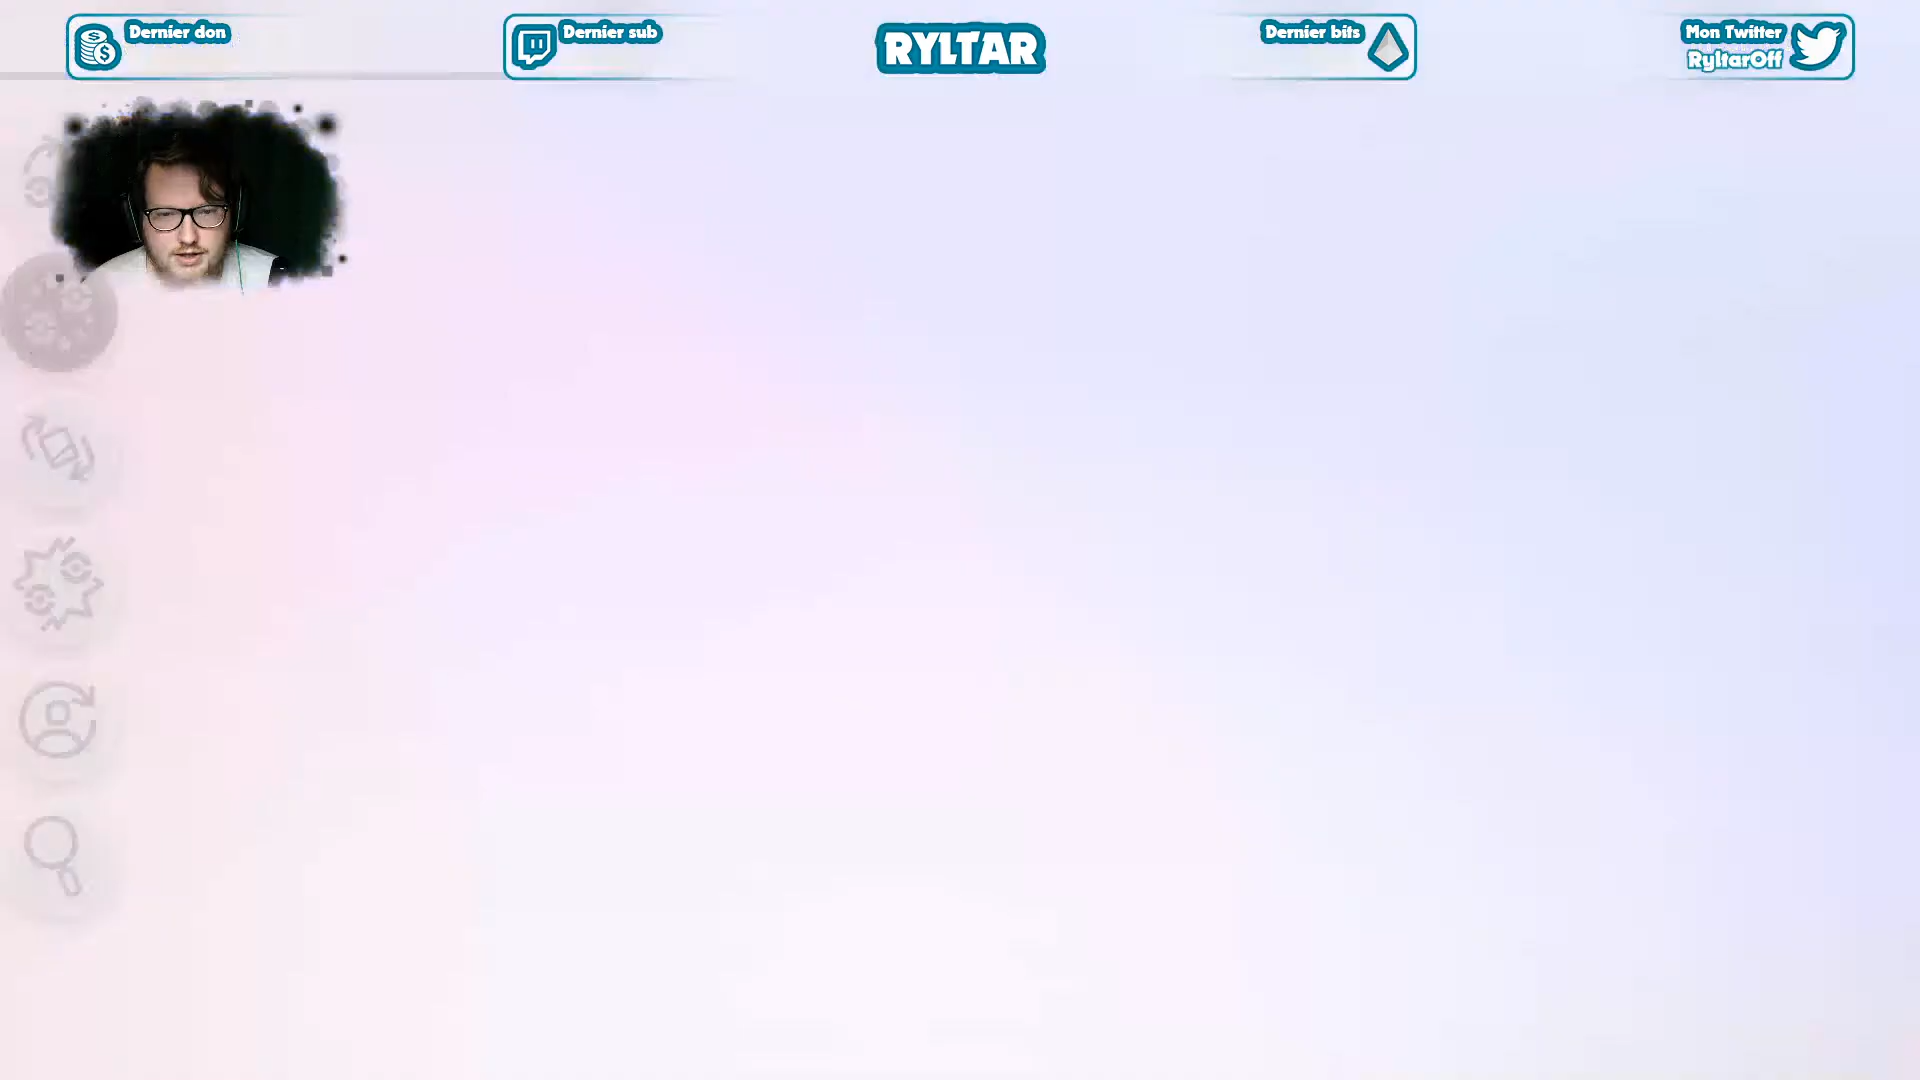 Dernier don
Dernier sub
RYLTAR
Dernier bits
Mon Twitter
RyltarOff